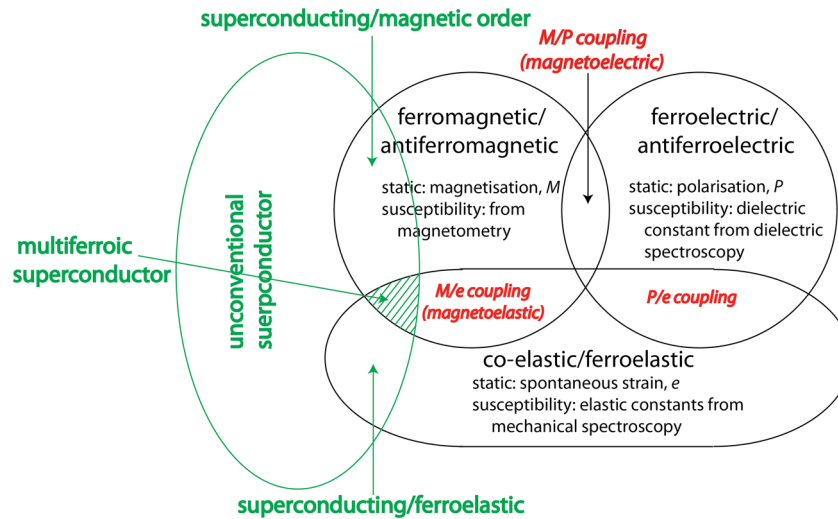 superconducting/magnetic order
M/P coupling
(magnetoelectric)
ferromagnetic/
antiferromagnetic
static: magnetisation, M
susceptibility: from
magnetometry
ferroelectric/
antiferroelectric
static: polarisation, P
susceptibility: dielectric
constant from dielectric
spectroscopy
multiferroic
superconductor
unconventional
suerpconductor
M/e coupling
(magnetoelastic)
P/e coupling
co-elastic/ferroelastic
static: spontaneous strain, e
susceptibility: elastic constants from
mechanical spectroscopy
superconducting/ferroelastic